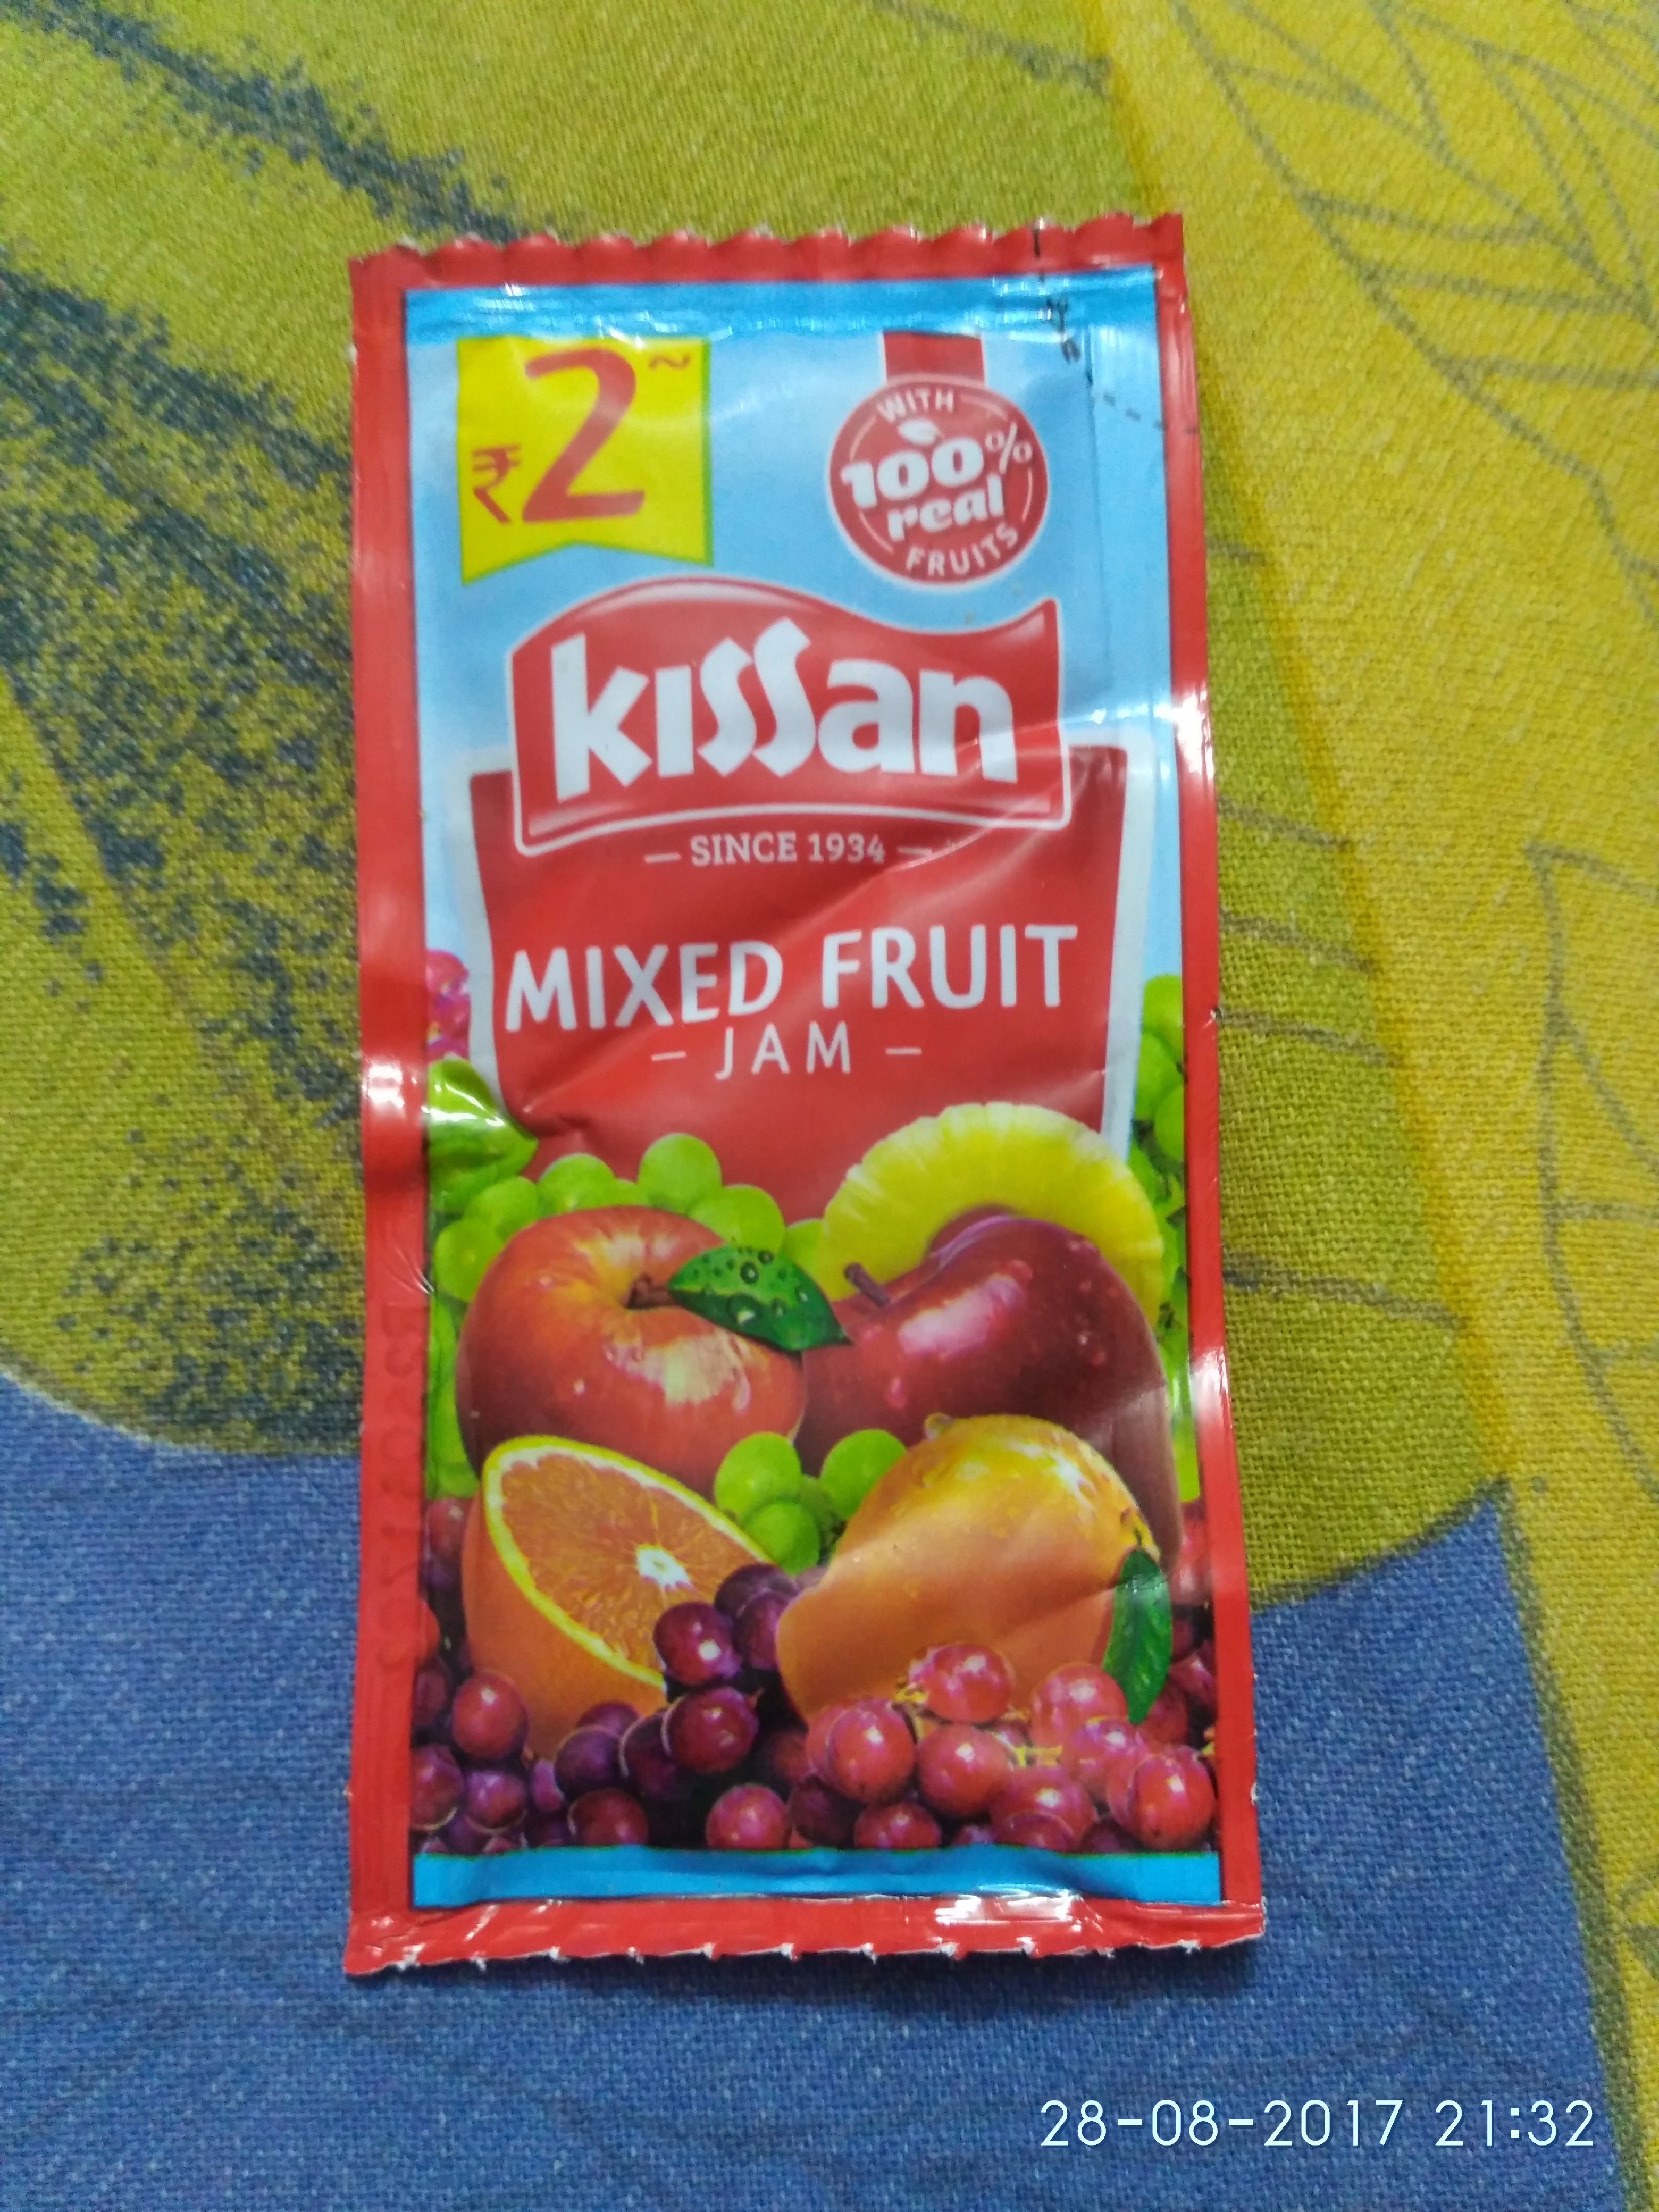 ₹2~
WITH
100%
real
FRUITS
kissan
— SINCE 1934 —
MIXED FRUIT
– JAM –
28-08-2017 21:32